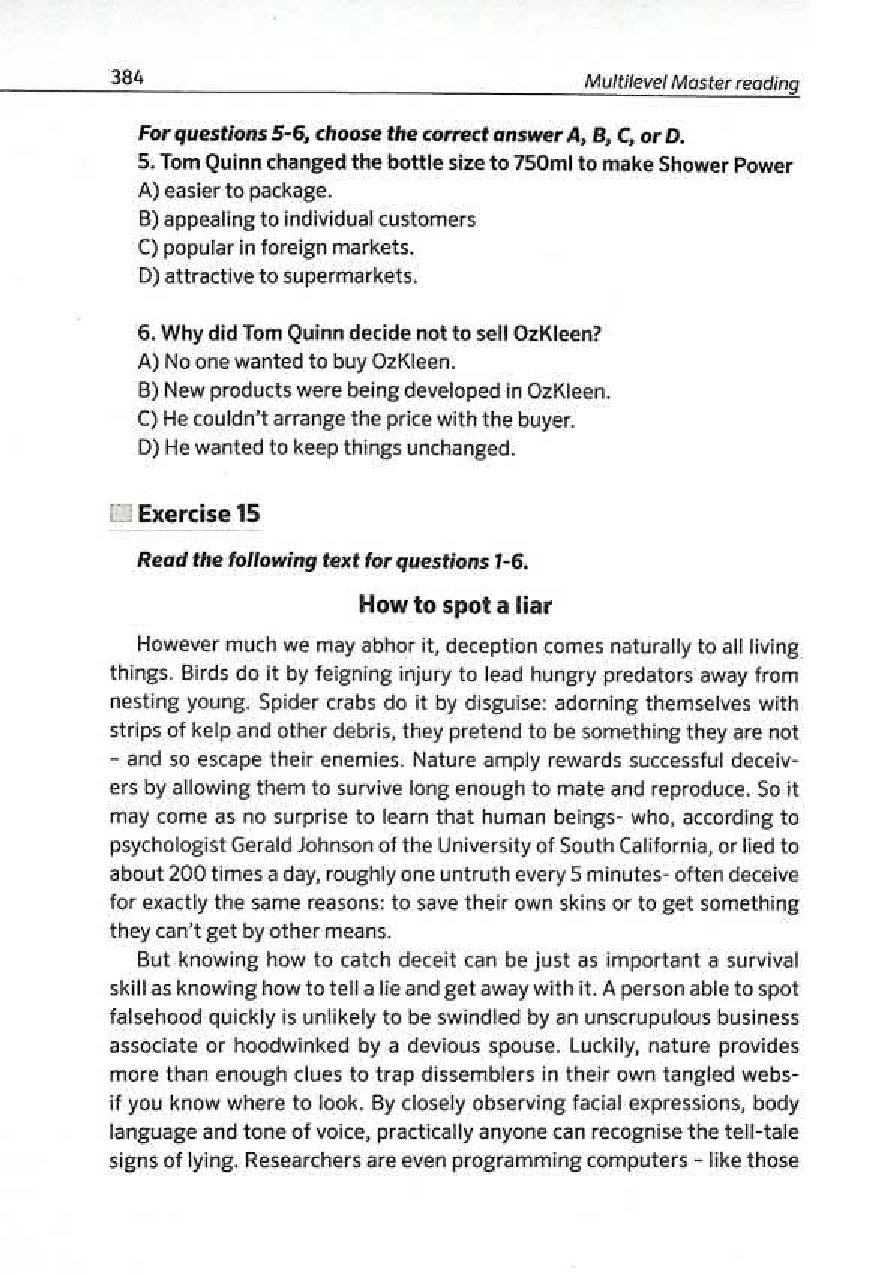 384
Multilevel Master reading
For questions 5-6, choose the correct answer A, B, C, or D.
5. Tom Quinn changed the bottle size to 750ml to make Shower Power
A) easier to package.
B) appealing to individual customers
C) popular in foreign markets.
D) attractive to supermarkets.
6. Why did Tom Quinn decide not to sell OzKleen?
A) No one wanted to buy OzKleen.
B) New products were being developed in OzKleen.
C) He couldn't arrange the price with the buyer.
D) He wanted to keep things unchanged.
Exercise 15
Read the following text for questions 1-6.
How to spot a liar
However much we may abhor it, deception comes naturally to all living
things. Birds do it by feigning injury to lead hungry predators away from
nesting young. Spider crabs do it by disguise: adorning themselves with
strips of kelp and other debris, they pretend to be something they are not
– and so escape their enemies. Nature amply rewards successful deceiv-
ers by allowing them to survive long enough to mate and reproduce. So it
may come as no surprise to learn that human beings- who, according to
psychologist Gerald Johnson of the University of South California, or lied to
about 200 times a day, roughly one untruth every 5 minutes- often deceive
for exactly the same reasons: to save their own skins or to get something
they can't get by other means.
But knowing how to catch deceit can be just as important a survival
skill as knowing how to tell a lie and get away with it. A person able to spot
falsehood quickly is unlikely to be swindled by an unscrupulous business
associate or hoodwinked by a devious spouse. Luckily, nature provides
more than enough clues to trap dissemblers in their own tangled webs-
if you know where to look. By closely observing facial expressions, body
language and tone of voice, practically anyone can recognise the tell-tale
signs of lying. Researchers are even programming computers – like those